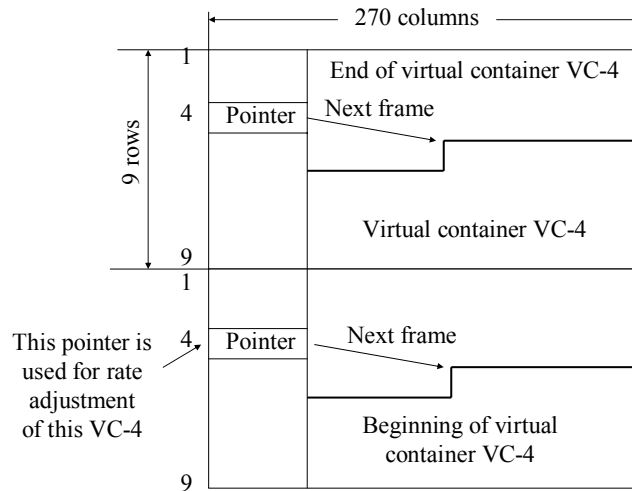 270 columns
1
End of virtual container VC-4
4
Pointer
Next frame
9 rows
Virtual container VC-4
9
1
This pointer is
used for rate
adjustment
of this VC-4
4
Pointer
Next frame
Beginning of virtual
container VC-4
9